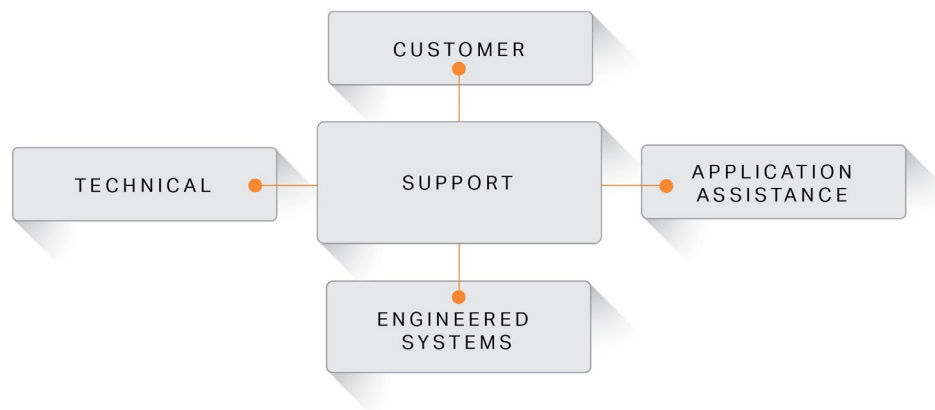 CUSTOMER
TECHNICAL
SUPPORT
APPLICATION
ASSISTANCE
ENGINEERED
SYSTEMS